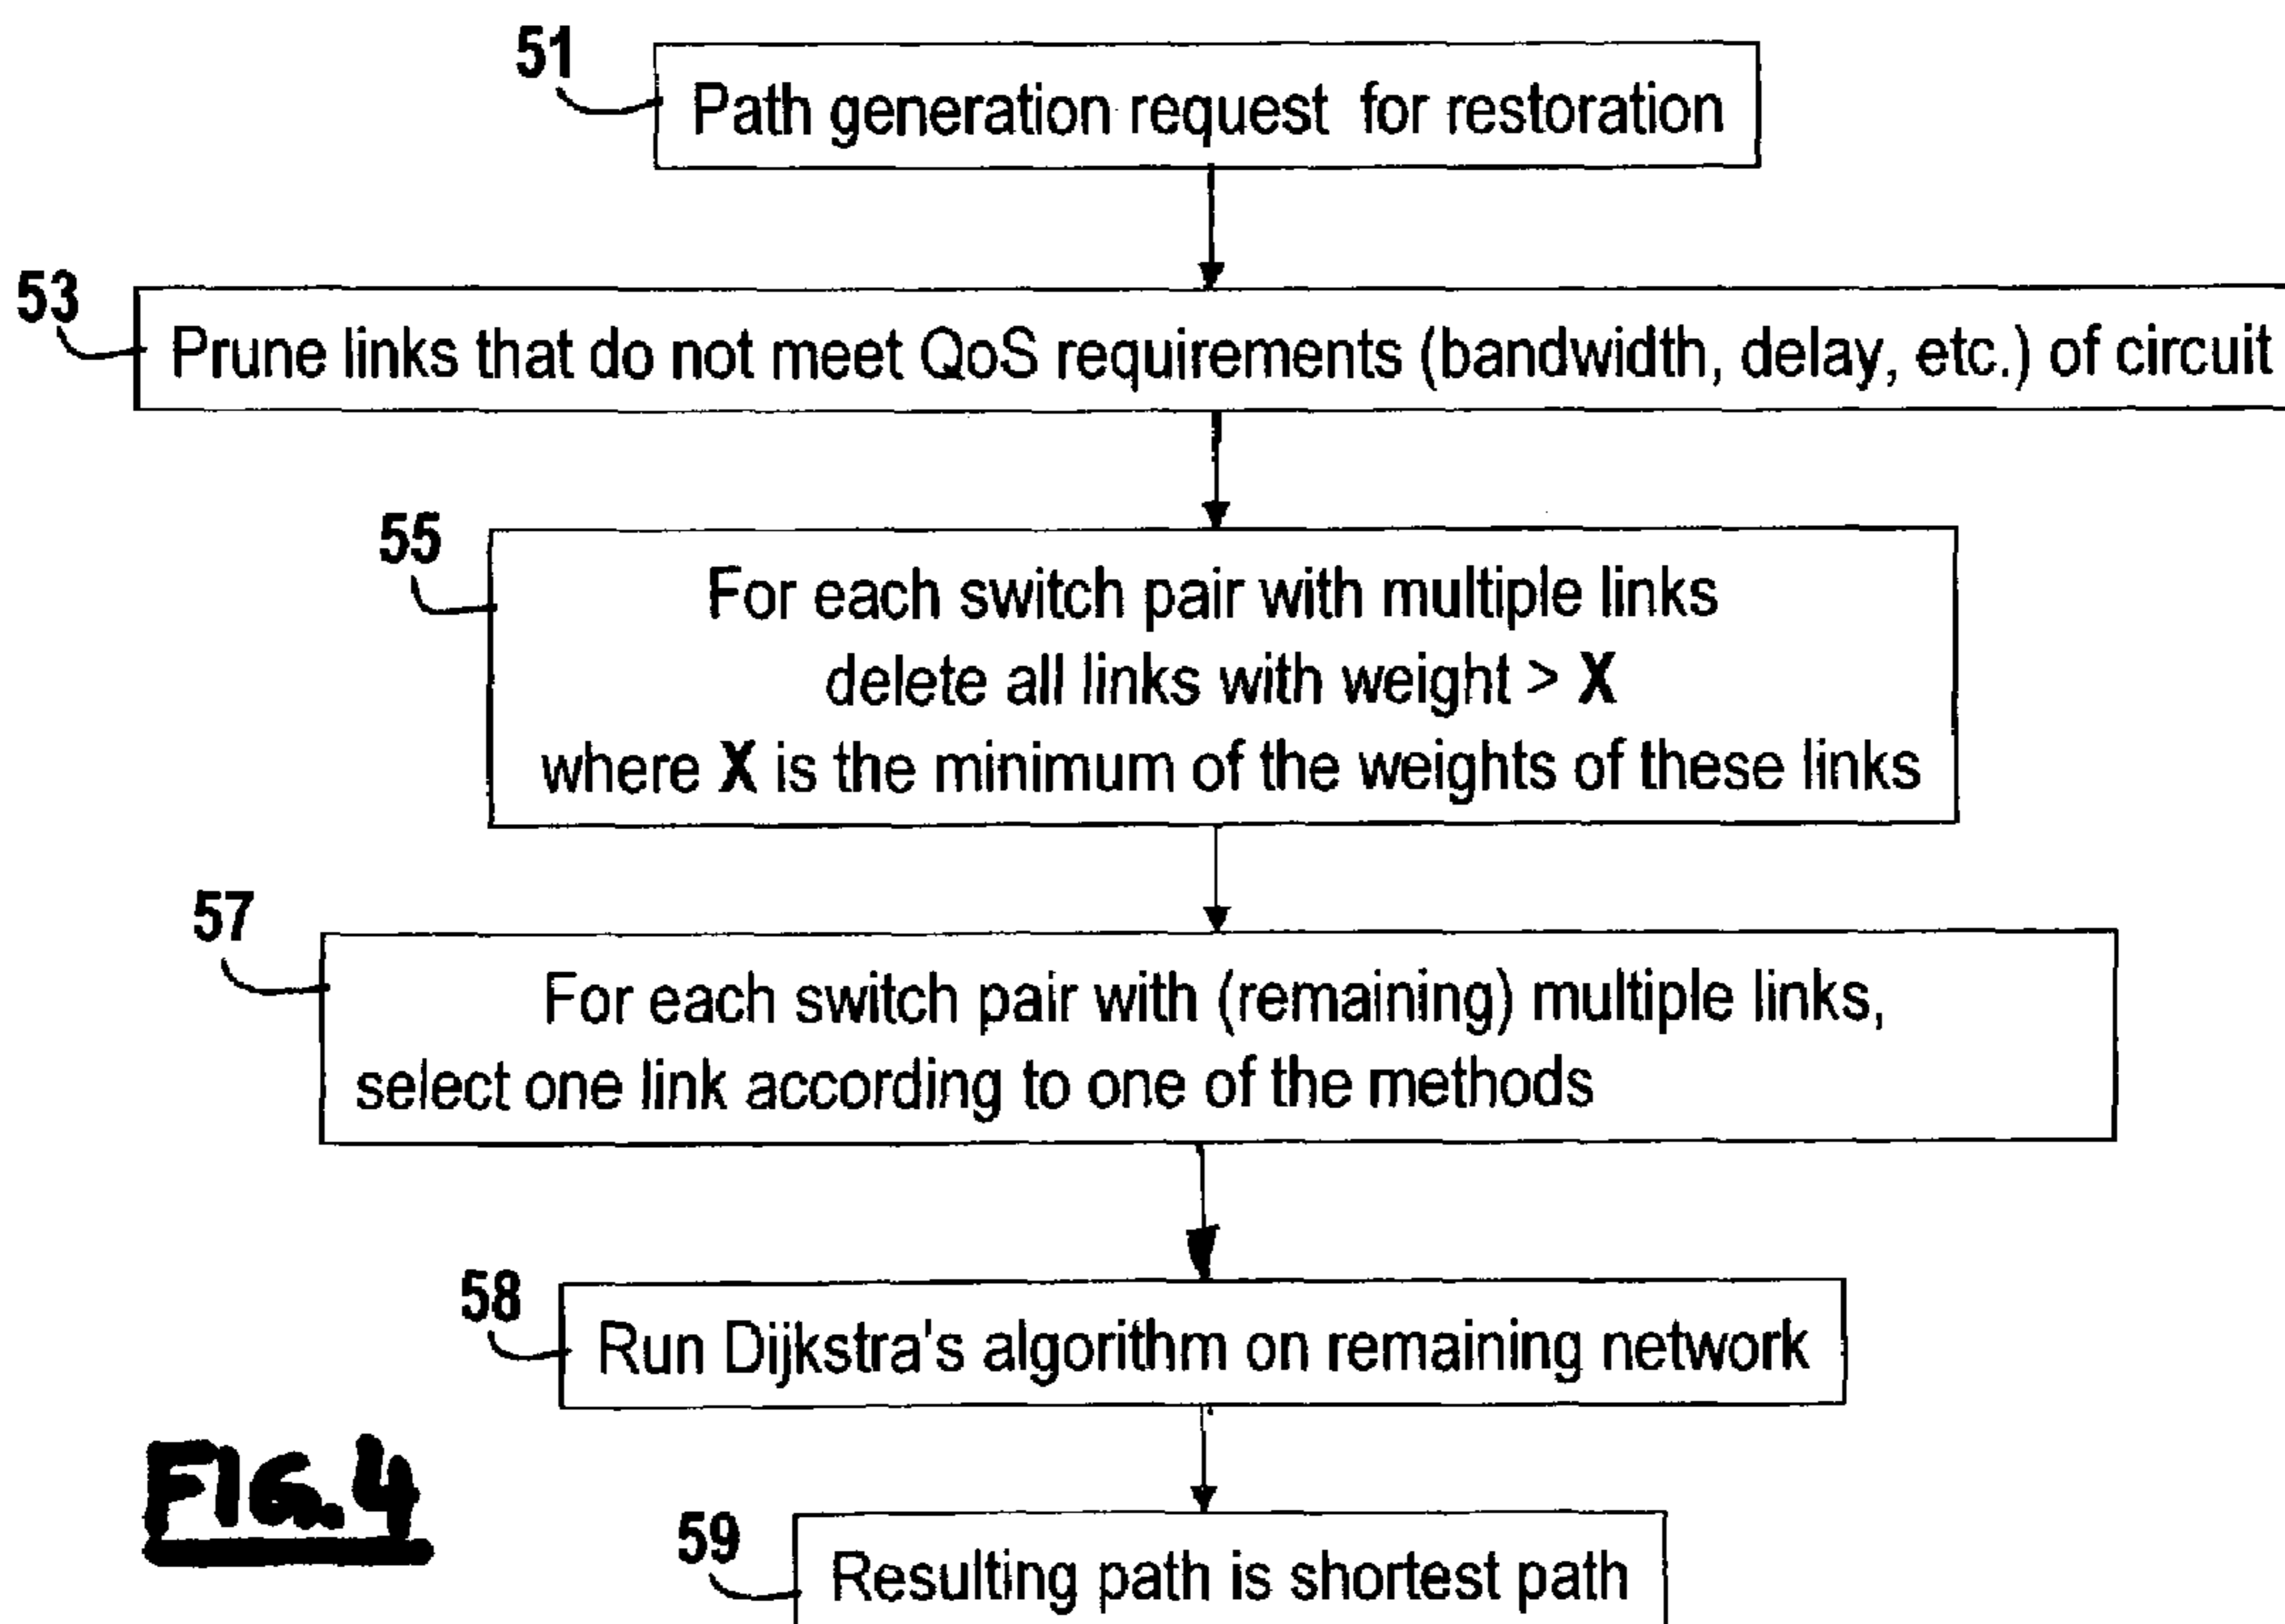 51
Path generation request for restoration
53
Prune links that do not meet QoS requirements (bandwidth, delay, etc.) of circuit
55
For each switch pair with multiple links
delete all links with weight > X
where X is the minimum of the weights of these links
57
For each switch pair with (remaining) multiple links,
select one link according to one of the methods
58
Run Dijkstra's algorithm on remaining network
59
Resulting path is shortest path
FIG. 4